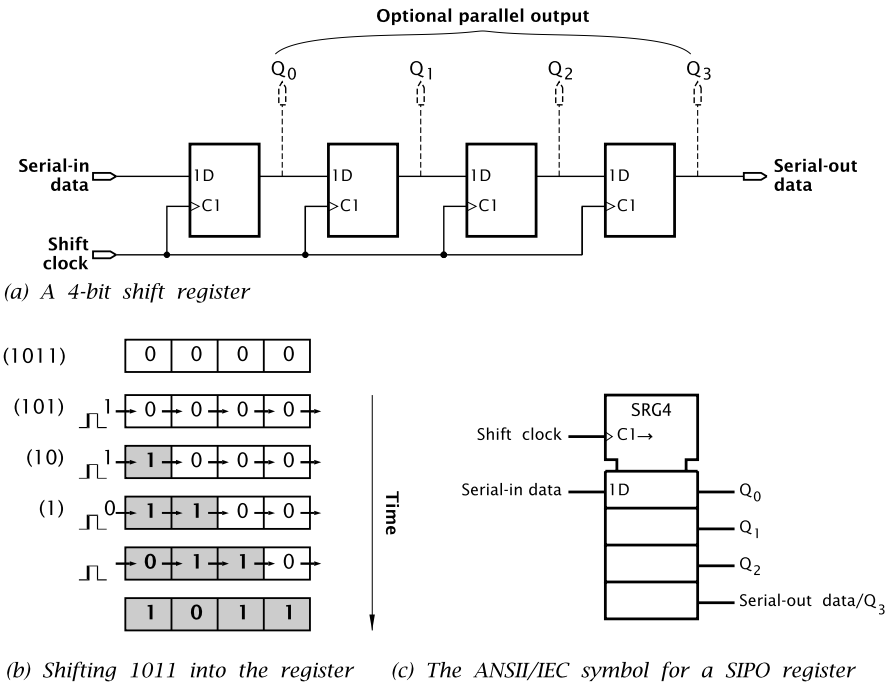 Optional parallel output
Q0 Q1 Q2 Q3
Serial-in data
1D 1D 1D 1D
Serial-out data
C1 C1 C1 C1
Shift clock
(a) A 4-bit shift register
(1011) 0 0 0 0
(101) 1 0 0 0 0
(10) 1 1 0 0 0
(1) 0 1 1 0 0
0 1 1 0
1 0 1 1
Time
(b) Shifting 1011 into the register
SRG4
Shift clock C1→
Serial-in data 1D Q0
Q1
Q2
Serial-out data/Q3
(c) The ANSII/IEC symbol for a SIPO register